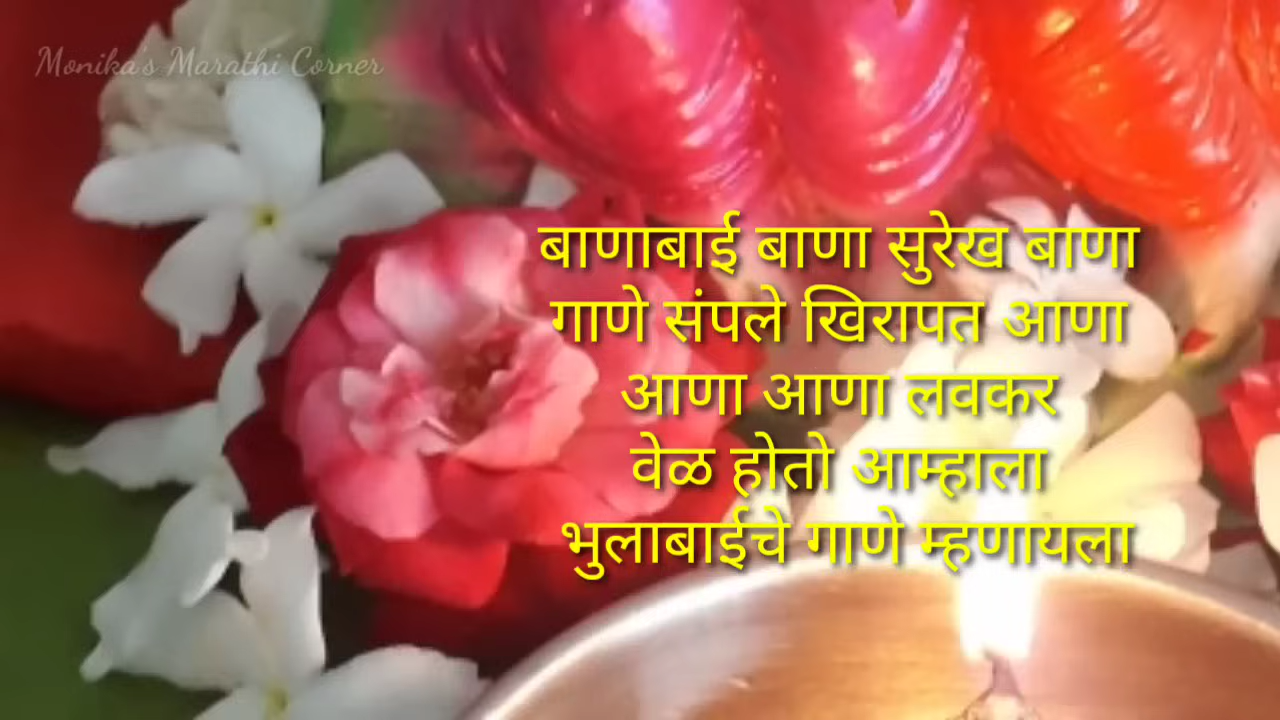 Monika's Marathi Corner
बाणाबाई बाणा सुरेख बाणा
गाणे संपले खिरापत आणा
आणा आणा लवकर
वेळ होतो आम्हाला
भुलाबाईचे गाणे म्हणायला